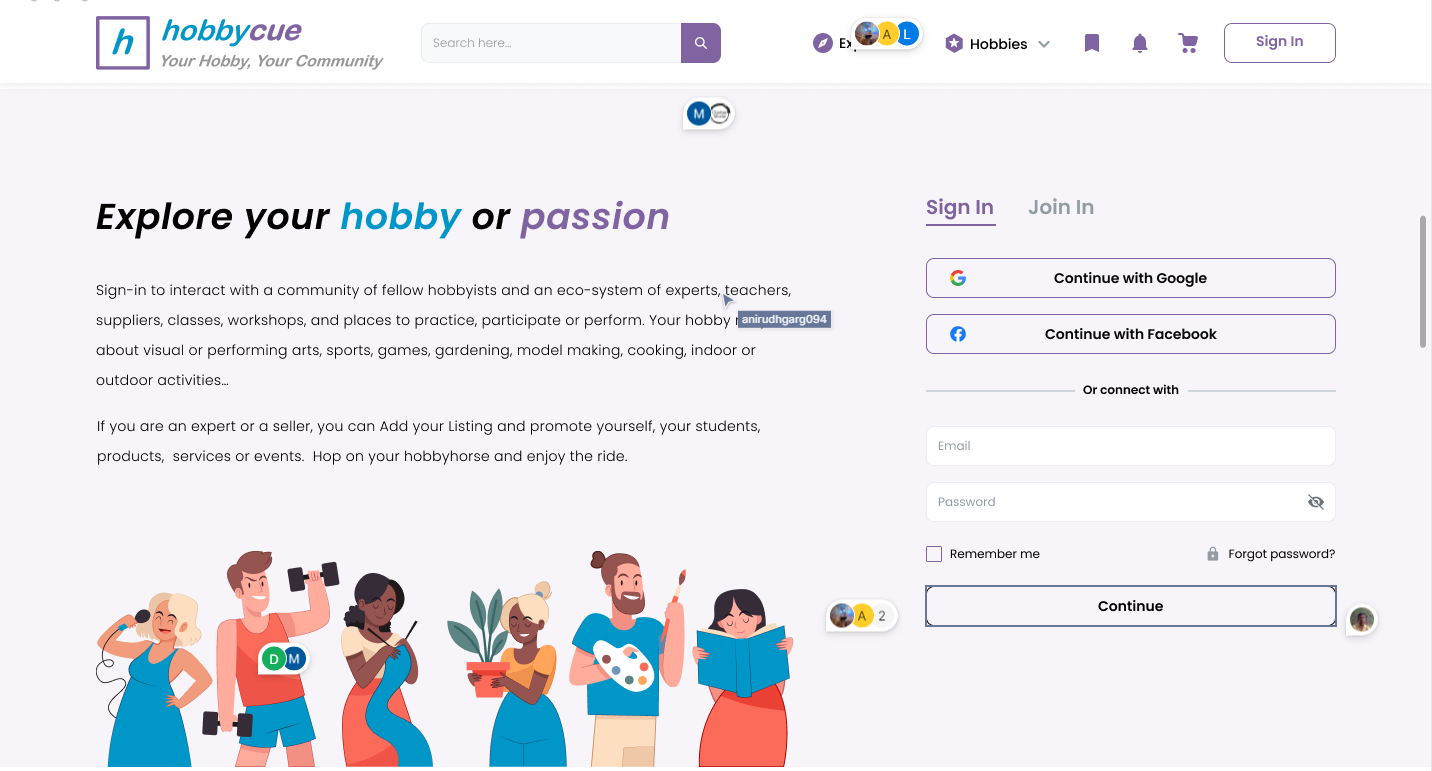 h
hobbycue
Your Hobby, Your Community
Search here...
Ex
A
L
Hobbies
Sign In
M
Explore your hobby or passion
Sign In
Join In
Sign-in to interact with a community of fellow hobbyists and an eco-system of experts, teachers,
suppliers, classes, workshops, and places to practice, participate or perform. Your hobby
anirudhgarg094
about visual or performing arts, sports, games, gardening, model making, cooking, indoor or
outdoor activities...
If you are an expert or a seller, you can Add your Listing and promote yourself, your students,
products, services or events. Hop on your hobbyhorse and enjoy the ride.
Continue with Google
Continue with Facebook
Or connect with
Email
Password
Remember me
Forgot password?
Continue
A 2
D M